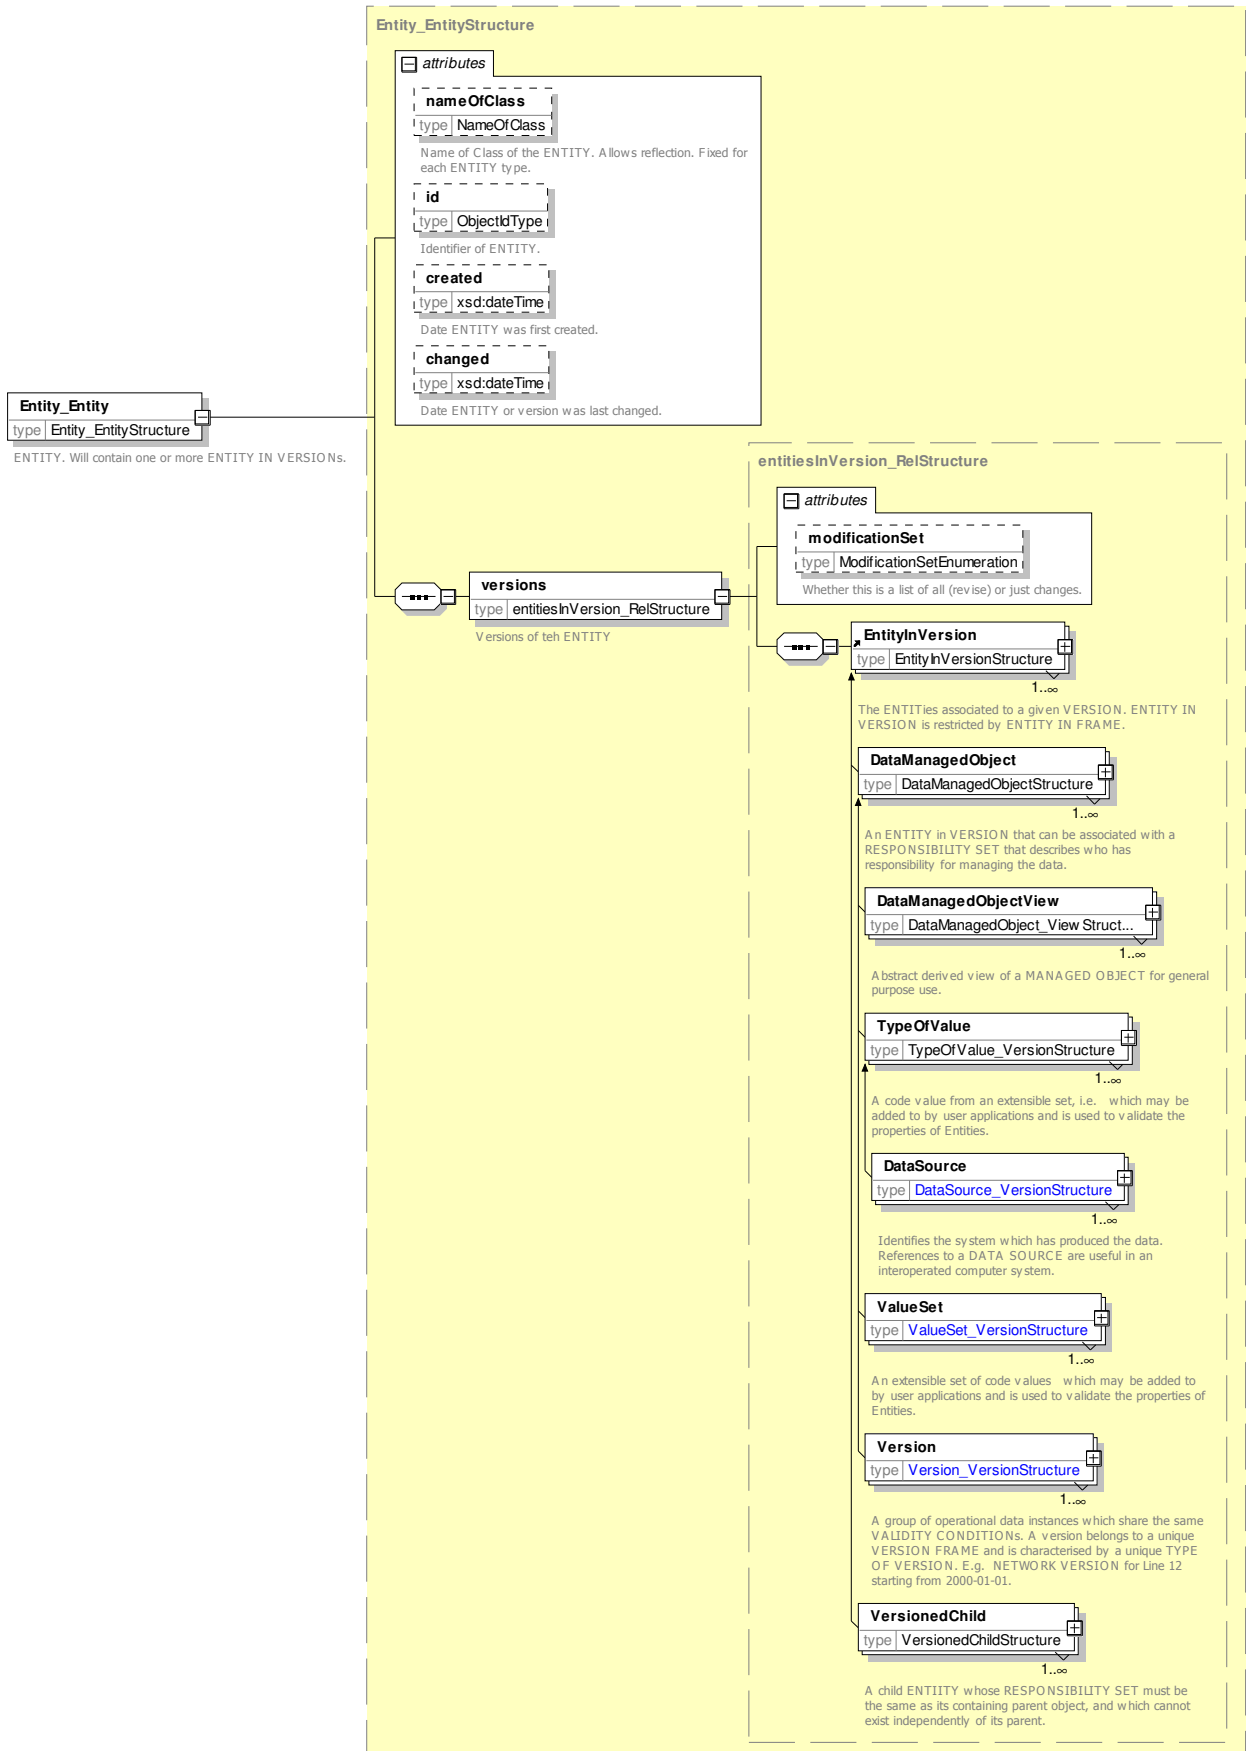 Entity_EntityStructure
attributes
nameOfClass
type NameOfClass
Name of Class of the ENTITY. Allows reflection. Fixed for
each ENTITY type.
id
type ObjectIdType
Identifier of ENTITY.
created
type xsd:dateTime
Date ENTITY was first created.
changed
type xsd:dateTime
Date ENTITY or version was last changed.
Entity_Entity
type Entity_EntityStructure
ENTITY. Will contain one or more ENTITY IN VERSIONs.
entitiesInVersion_RelStructure
attributes
modificationSet
type ModificationSetEnumeration
Whether this is a list of all (revise) or just changes.
versions
type entitiesInVersion_RelStructure
Versions of teh ENTITY
EntityInVersion
type EntityInVersionStructure
1..∞
The ENTITies associated to a given VERSION. ENTITY IN
VERSION is restricted by ENTITY IN FRAME.
DataManagedObject
type DataManagedObjectStructure
1..∞
An ENTITY in VERSION that can be associated with a
RESPONSIBILITY SET that describes who has
responsibility for managing the data.
DataManagedObjectView
type DataManagedObject_ViewStruct...
1..∞
Abstract derived view of a MANAGED OBJECT for general
purpose use.
TypeOfValue
type TypeOfValue_VersionStructure
1..∞
A code value from an extensible set, i.e. which may be
added to by user applications and is used to validate the
properties of Entities.
DataSource
type DataSource_VersionStructure
1..∞
Identifies the system which has produced the data.
References to a DATA SOURCE are useful in an
interoperated computer system.
ValueSet
type ValueSet_VersionStructure
1..∞
An extensible set of code values which may be added to
by user applications and is used to validate the properties of
Entities.
Version
type Version_VersionStructure
1..∞
A group of operational data instances which share the same
VALIDITY CONDITIONs. A version belongs to a unique
VERSION FRAME and is characterised by a unique TYPE
OF VERSION. E.g. NETWORK VERSION for Line 12
starting from 2000-01-01.
VersionedChild
type VersionedChildStructure
1..∞
A child ENTIITY whose RESPONSIBILITY SET must be
the same as its containing parent object, and which cannot
exist independently of its parent.